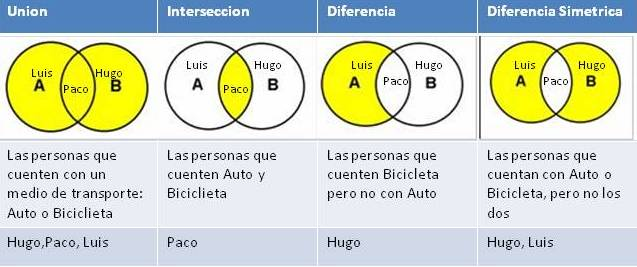 Union
Interseccion
Diferencia
Diferencia Simetrica
Luis
Hugo
A
Paco
B
Luis
Hugo
A
Paco
B
Luis
Hugo
A
Paco
B
Luis
Hugo
A
Paco
B
Las personas que
cuenten con un
medio de transporte:
Auto o Biciclieta
Las personas que
cuenten Auto y
Biciclieta
Las personas que
cuenten Bicicleta
pero no con Auto
Las personas que
cuentan con Auto o
Bicicleta, pero no los
dos
Hugo,Paco, Luis
Paco
Hugo
Hugo, Luis